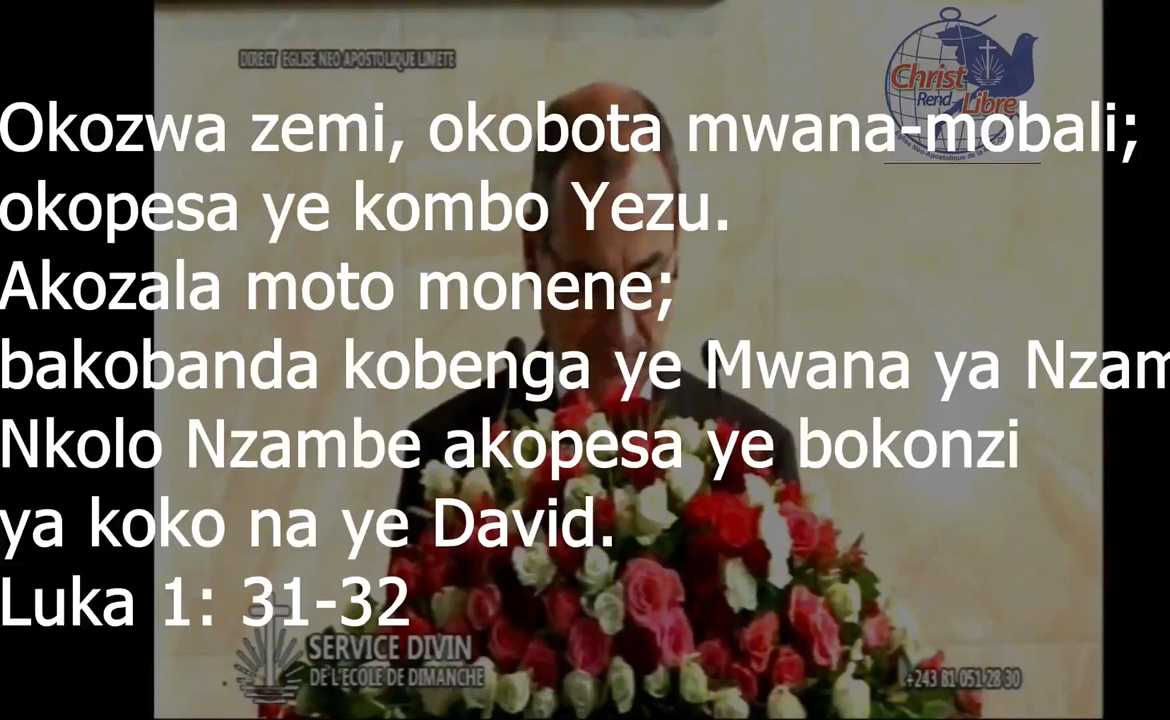 DIRECT EGLISE NEO APOSTOLIQUE LIMETE
Christ
Rend
Libre
Okozwa zemi, okobota mwana-mobali;
okopesa ye kombo Yezu.
Akozala moto monene;
bakobanda kobenga ye Mwana ya Nzam
Nkolo Nzambe akopesa ye bokonzi
ya koko na ye David.
Luka 1: 31-32
SERVICE DIVIN
DE L'ECOLE DE DIMANCHE
+243 81 051 28 30